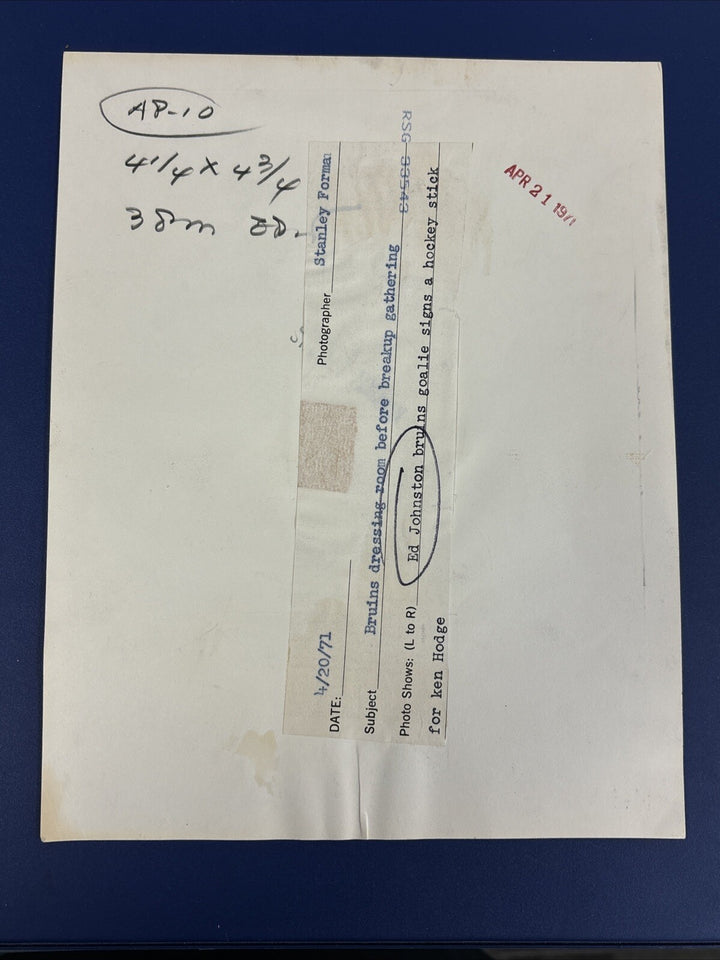 AP-10
4 1/4 x 4 3/4
38m
APR 21 1971
RSG 33543
DATE: 4/20/71 Photographer Stanley Forman
Subject Bruins dressing room before breakup gathering
Photo Shows: (L to R) Ed Johnston bruins goalie signs a hockey stick
for ken Hodge